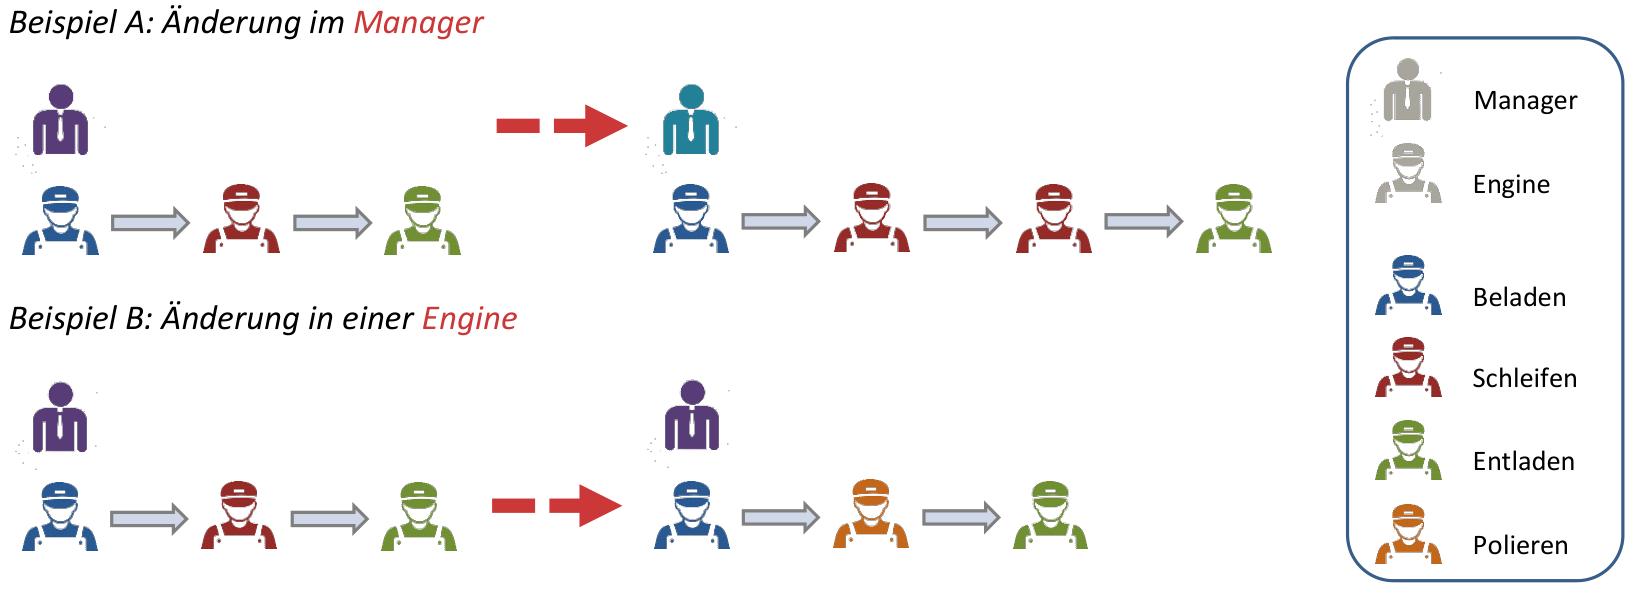 Beispiel A: Änderung im Manager
Beispiel B: Änderung in einer Engine
Manager
Engine
Beladen
Schleifen
Entladen
Polieren